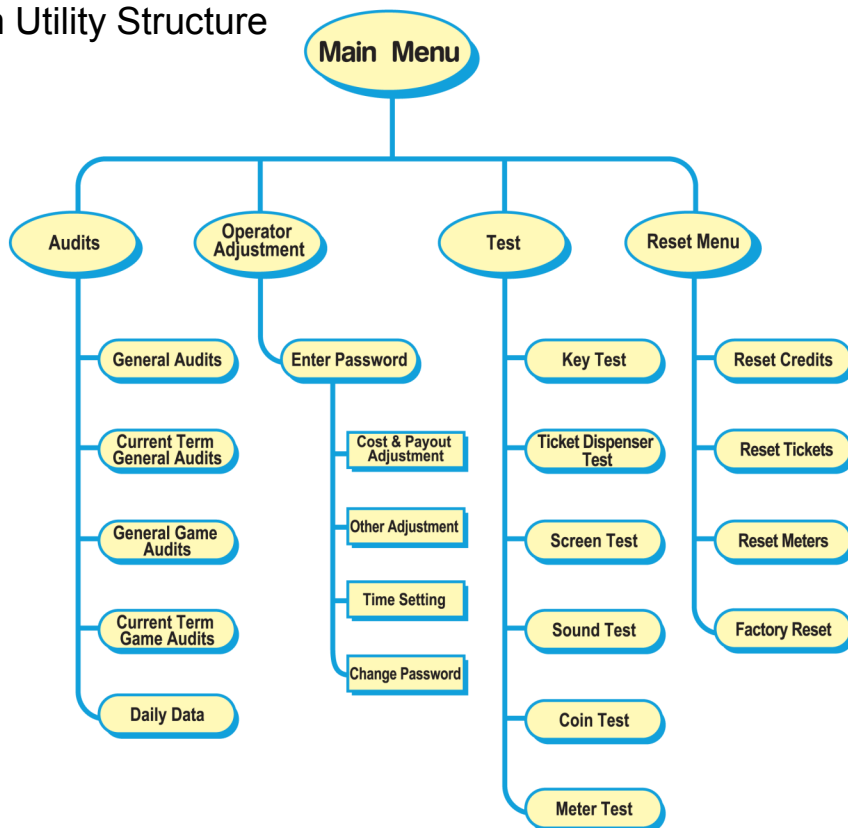 Utility Structure
Main Menu
Audits
Operator
Adjustment
Test
Reset Menu
General Audits
Enter Password
Key Test
Reset Credits
Current Term
General Audits
Cost & Payout
Adjustment
Ticket Dispenser
Test
Reset Tickets
General Game
Audits
Other Adjustment
Screen Test
Reset Meters
Current Term
Game Audits
Time Setting
Sound Test
Factory Reset
Change Password
Daily Data
Coin Test
Meter Test